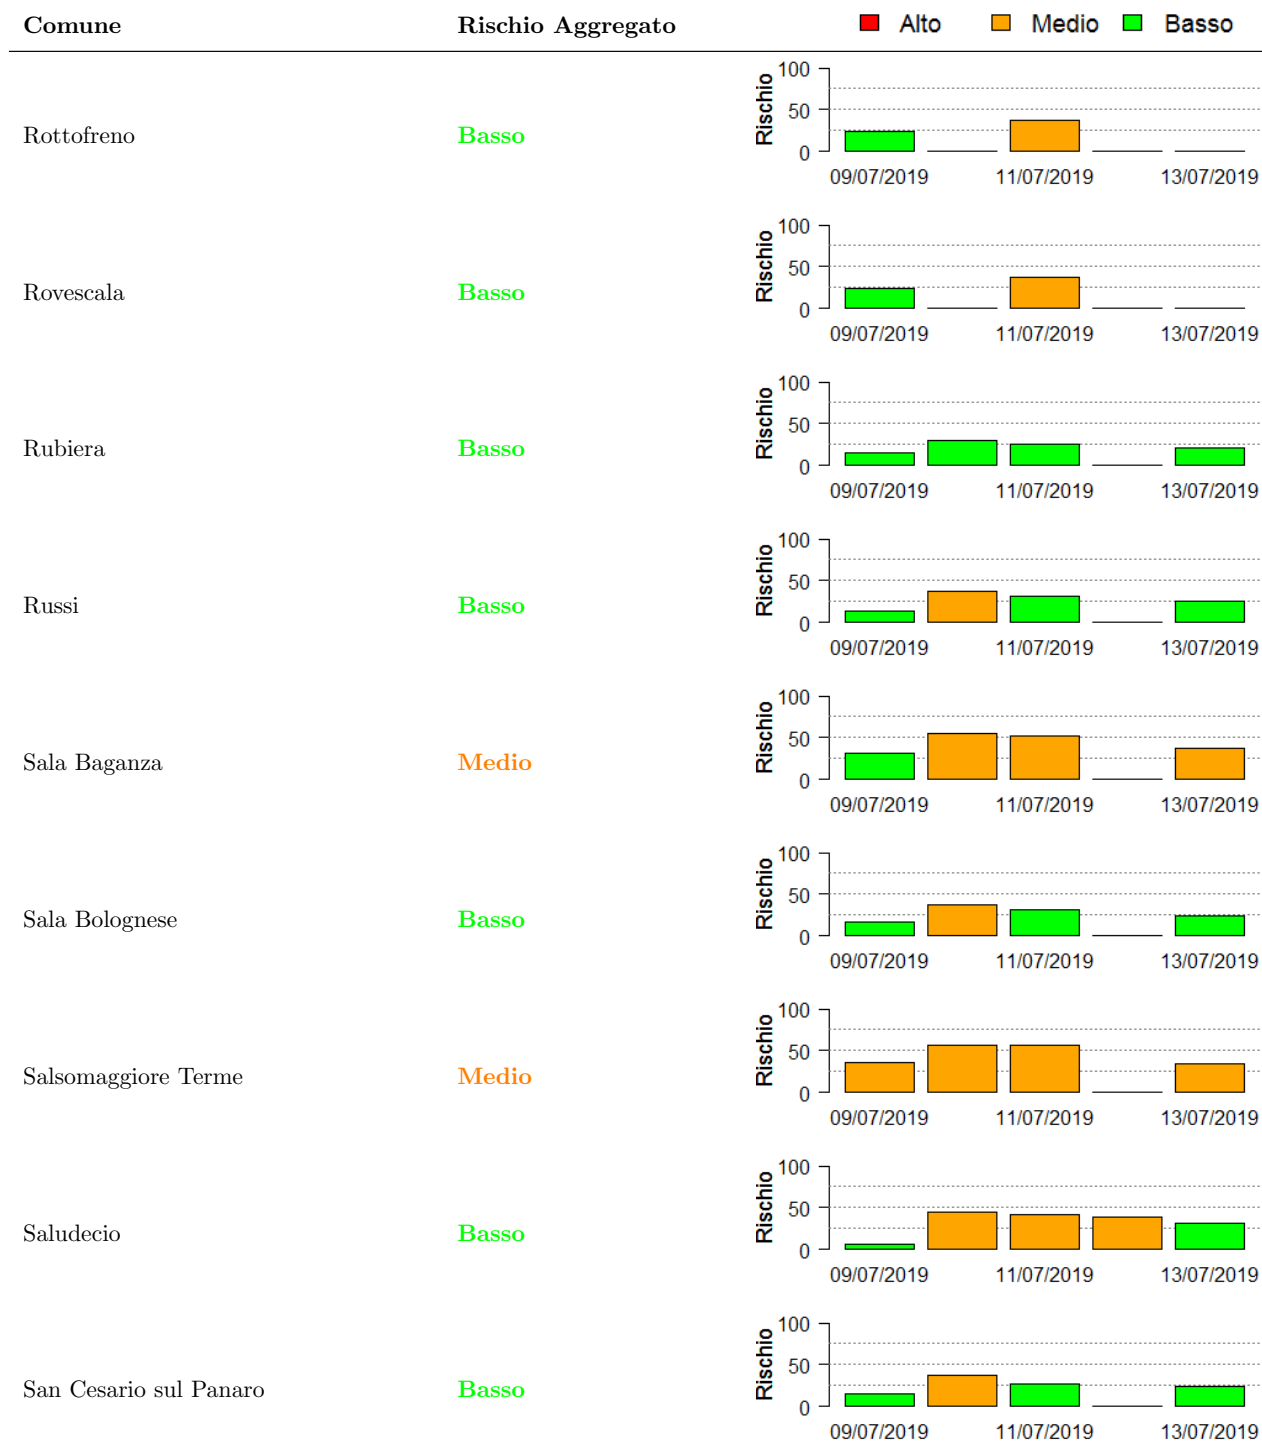 Comune Rischio Aggregato Alto Medio Basso
Rottofreno Basso Rischio 100 50 0
09/07/2019 11/07/2019 13/07/2019
Rovescala Basso Rischio 100 50 0
09/07/2019 11/07/2019 13/07/2019
Rubiera Basso Rischio 100 50 0
09/07/2019 11/07/2019 13/07/2019
Russi Basso Rischio 100 50 0
09/07/2019 11/07/2019 13/07/2019
Sala Baganza Medio Rischio 100 50 0
09/07/2019 11/07/2019 13/07/2019
Sala Bolognese Basso Rischio 100 50 0
09/07/2019 11/07/2019 13/07/2019
Salsomaggiore Terme Medio Rischio 100 50 0
09/07/2019 11/07/2019 13/07/2019
Saludecio Basso Rischio 100 50 0
09/07/2019 11/07/2019 13/07/2019
San Cesario sul Panaro Basso Rischio 100 50 0
09/07/2019 11/07/2019 13/07/2019